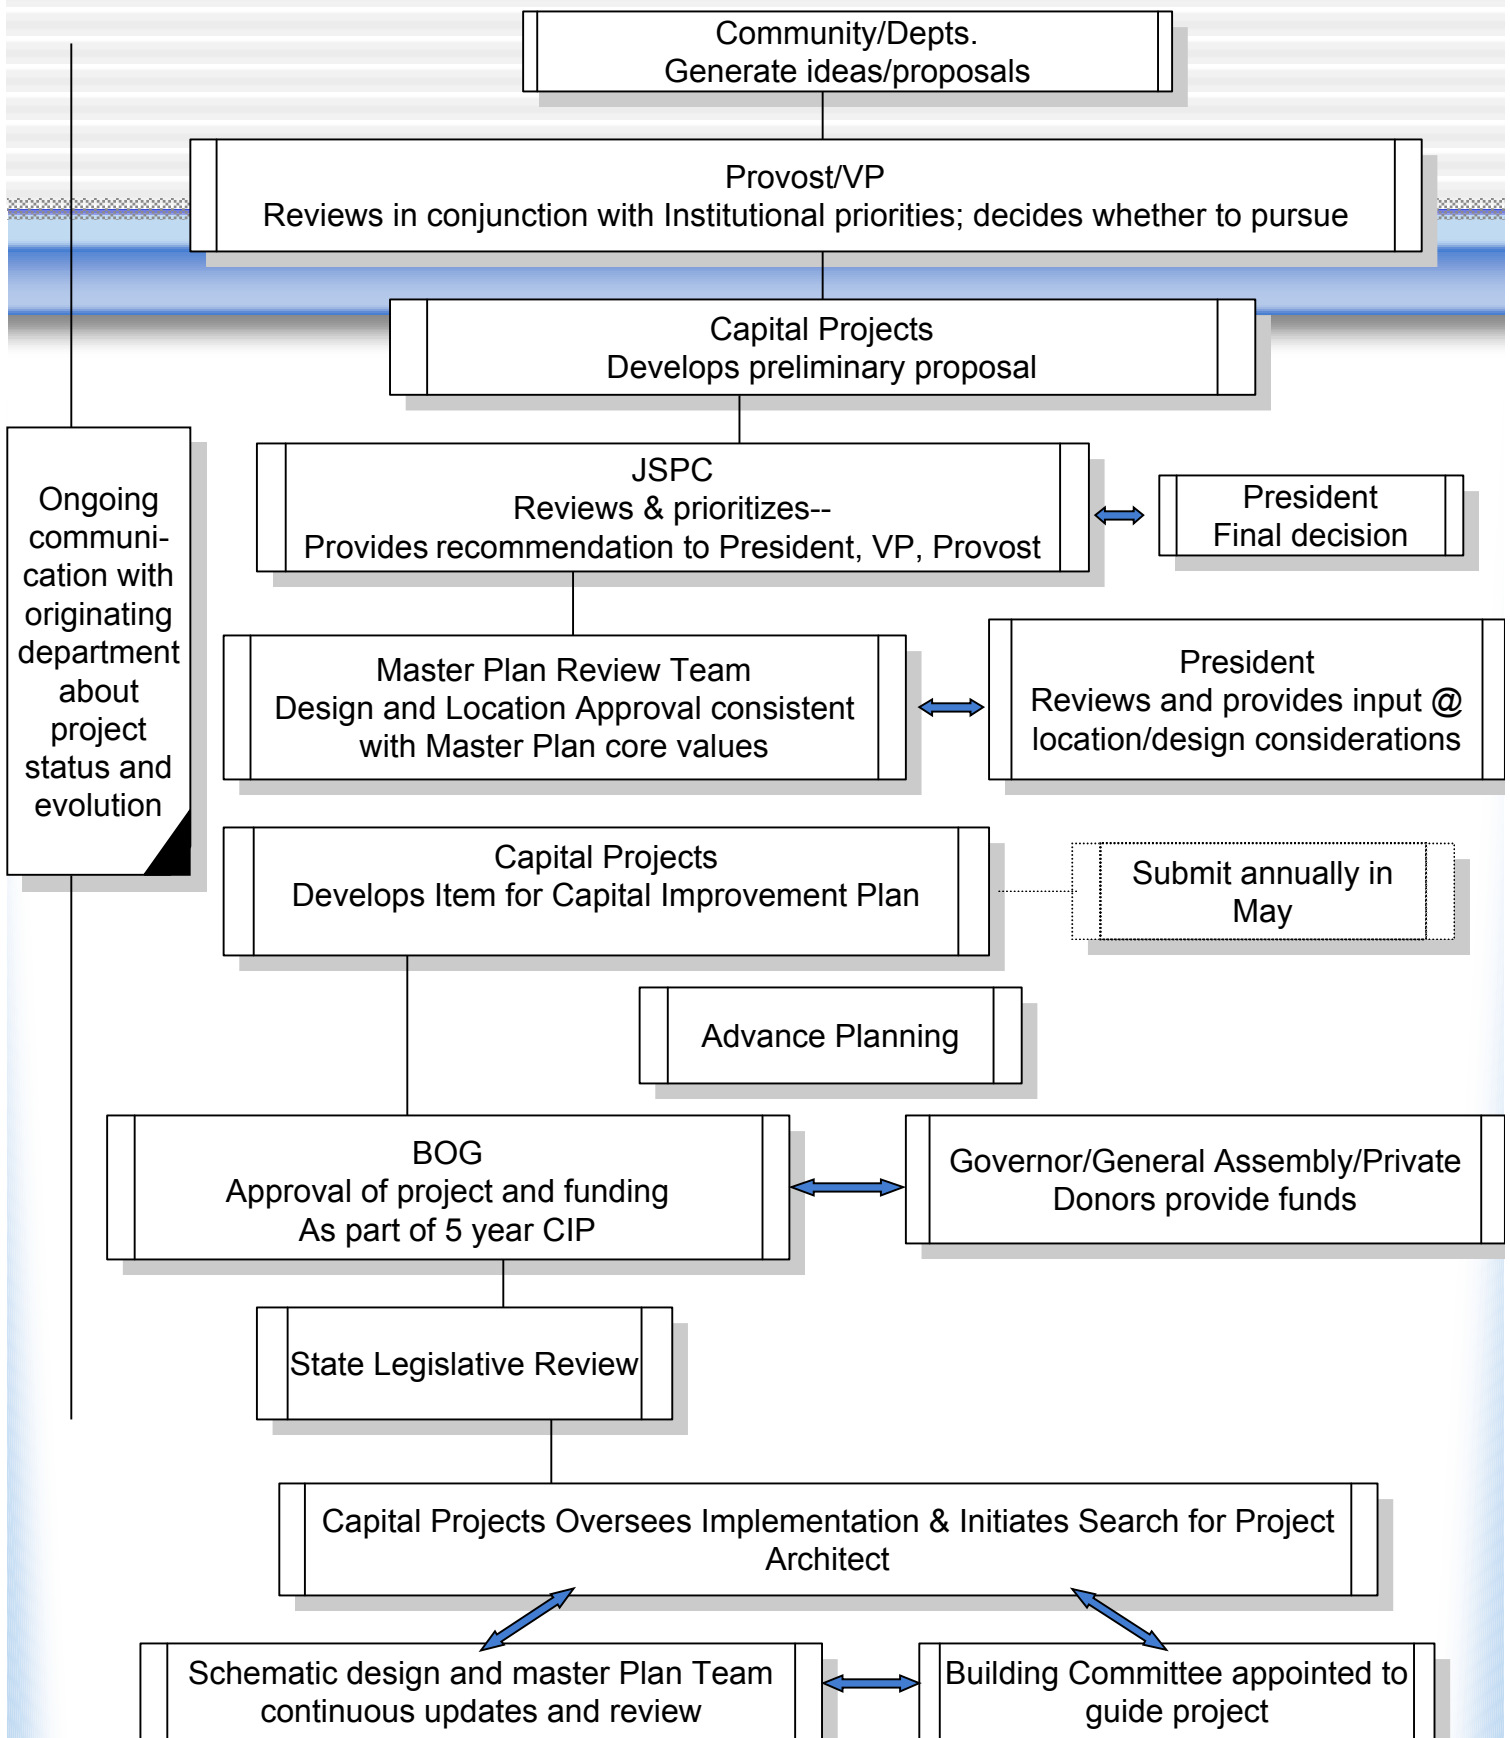 Community/Depts.
Generate ideas/proposals
Provost/VP
Reviews in conjunction with Institutional priorities; decides whether to pursue
Capital Projects
Develops preliminary proposal
JSPC
Reviews & prioritizes--
Provides recommendation to President, VP, Provost
President
Final decision
Ongoing
communi-
cation with
originating
department
about
project
status and
evolution
Master Plan Review Team
Design and Location Approval consistent
with Master Plan core values
President
Reviews and provides input @
location/design considerations
Capital Projects
Develops Item for Capital Improvement Plan
Submit annually in
May
Advance Planning
BOG
Approval of project and funding
As part of 5 year CIP
Governor/General Assembly/Private
Donors provide funds
State Legislative Review
Capital Projects Oversees Implementation & Initiates Search for Project
Architect
Schematic design and master Plan Team
continuous updates and review
Building Committee appointed to
guide project